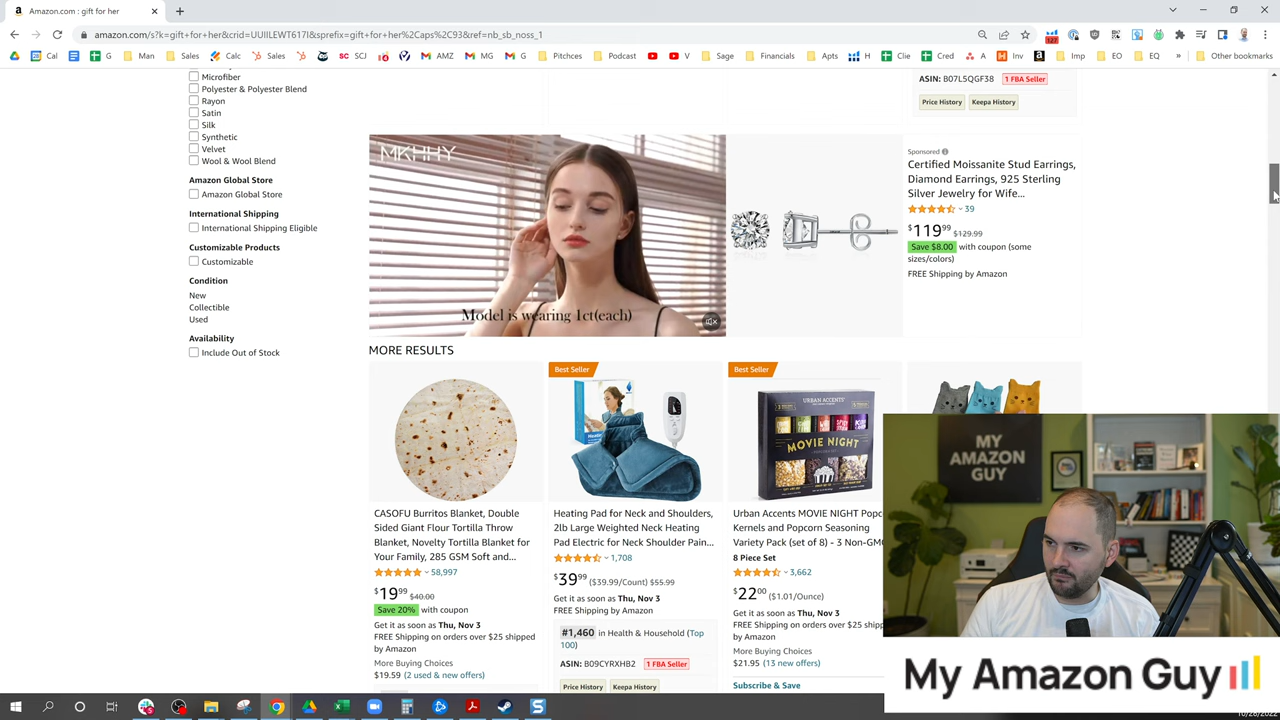 Amazon.com : gift for her
amazon.com/s?k=gift+for+her&crid=UUIILEWT617I&sprefix=gift+for+her%2Caps%2C93&ref=nb_sb_noss_1
Cal G Man Sales Calc Sales SC SCJ AMZ MG G Pitchces Podcast V Sage Financials Apts H Clie Cred A Inv Imp EO EQ » Other bookmarks
Microfiber
Polyester & Polyester Blend
Rayon
Satin
Silk
Synthetic
Velvet
Wool & Wool Blend
Amazon Global Store
Amazon Global Store
International Shipping
International Shipping Eligible
Customizable Products
Customizable
Condition
New
Collectible
Used
Availability
Include Out of Stock
ASIN: B07L5QGF38 1 FBA Seller
Price History Keepa History
MKHHY
Model is wearing 1ct(each)
Sponsored
Certified Moissanite Stud Earrings,
Diamond Earrings, 925 Sterling
Silver Jewelry for Wife...
39
$119.99 $129.99
Save $8.00 with coupon (some
sizes/colors)
FREE Shipping by Amazon
MORE RESULTS
CASOFU Burritos Blanket, Double
Sided Giant Flour Tortilla Throw
Blanket, Novelty Tortilla Blanket for
Your Family, 285 GSM Soft and...
58,997
$19.99 $40.00
Save 20% with coupon
Get it as soon as Thu, Nov 3
FREE Shipping on orders over $25 shipped
by Amazon
More Buying Choices
$19.59 (2 used & new offers)
Best Seller
Heating Pad for Neck and Shoulders,
2lb Large Weighted Neck Heating
Pad Electric for Neck Shoulder Pain...
1,708
$39.99 ($39.99/Count) $55.99
Get it as soon as Thu, Nov 3
FREE Shipping by Amazon
#1,460 in Health & Household (Top
100)
ASIN: B09CYRXHB2 1 FBA Seller
Price History Keepa History
Best Seller
URBAN ACCENTS
MOVIE NIGHT
Urban Accents MOVIE NIGHT Popc
Kernels and Popcorn Seasoning
Variety Pack (set of 8) - 3 Non-GM
8 Piece Set
3,662
$22.00 ($1.01/Ounce)
Get it as soon as Thu, Nov 3
FREE Shipping on orders over $25 shipp
by Amazon
More Buying Choices
$21.95 (13 new offers)
Subscribe & Save
MY
AMAZON
GUY
My Amazon Guy
10/28/2022